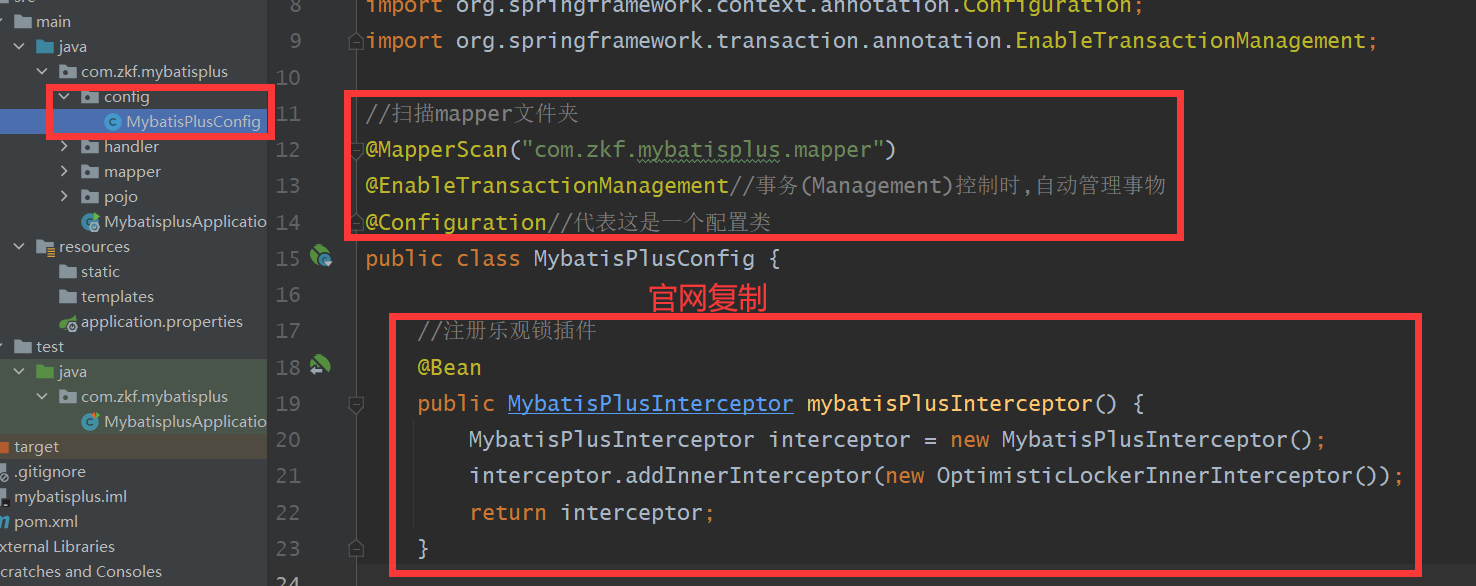 src
main
java
com.zkf.mybatisplus
config
MybatisPlusConfig
handler
mapper
pojo
MybatisplusApplicatio
resources
static
templates
application.properties
test
java
com.zkf.mybatisplus
MybatisplusApplicatio
target
.gitignore
mybatisplus.iml
pom.xml
xternal Libraries
cratches and Consoles
8 import org.springframework.context.annotation.Configuration;
9 import org.springframework.transaction.annotation.EnableTransactionManagement;
10
11 //扫描mapper文件夹
12 @MapperScan("com.zkf.mybatisplus.mapper")
13 @EnableTransactionManagement//事务(Management)控制时,自动管理事物
14 @Configuration//代表这是一个配置类
15 public class MybatisPlusConfig {
16
官网复制
17 //注册乐观锁插件
18 @Bean
19 public MybatisPlusInterceptor mybatisPlusInterceptor() {
20 MybatisPlusInterceptor interceptor = new MybatisPlusInterceptor();
21 interceptor.addInnerInterceptor(new OptimisticLockerInnerInterceptor());
22 return interceptor;
23 }
24